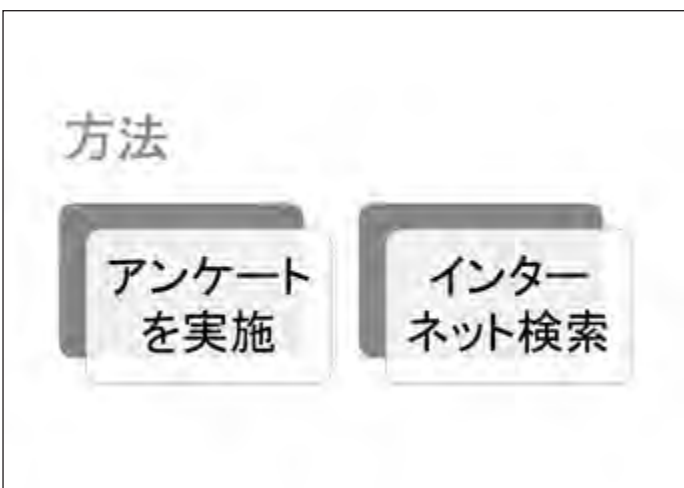 方法
アンケート
を実施
インター
ネット検索